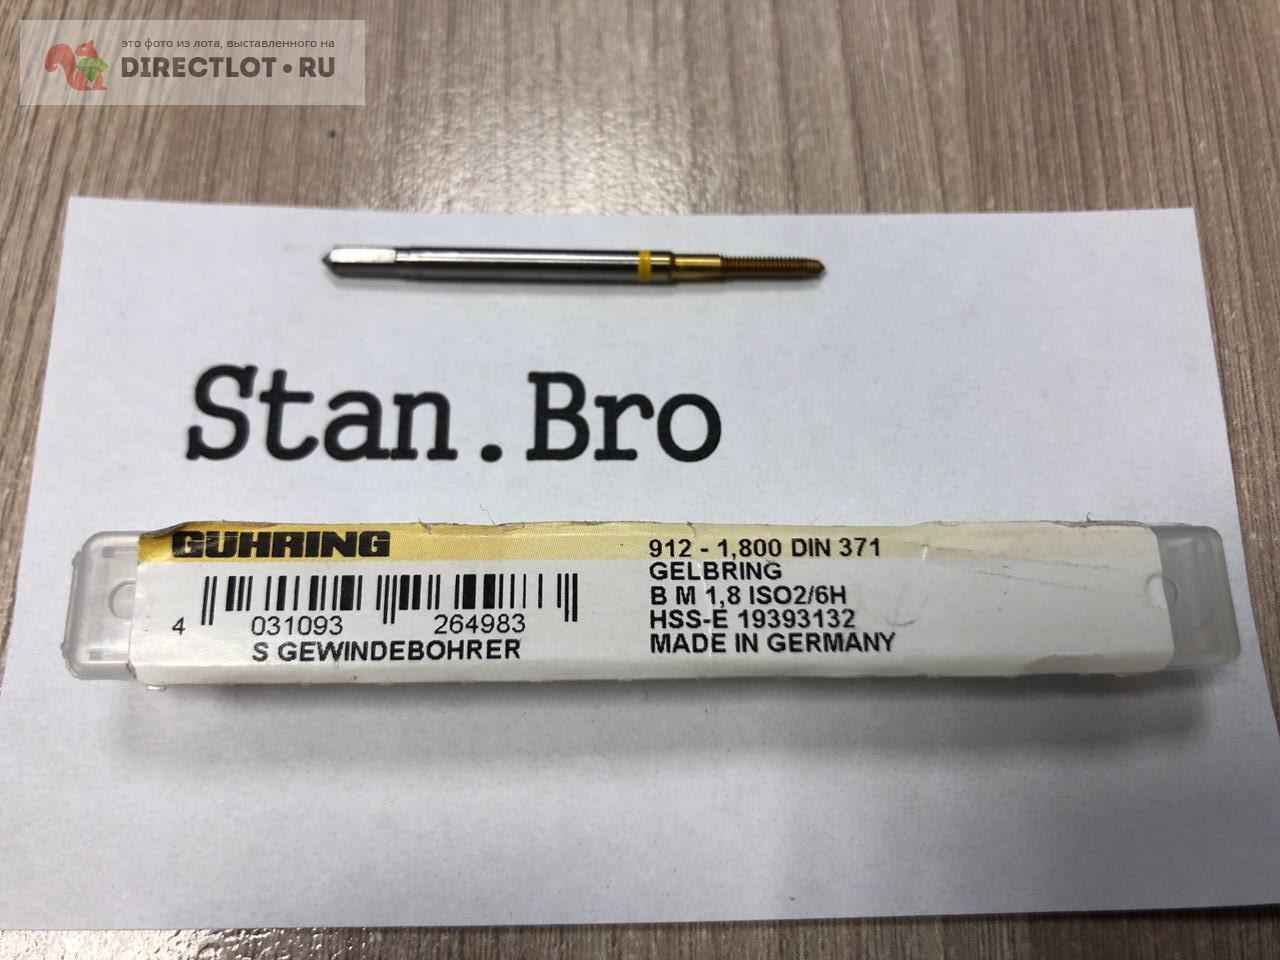 это фото из лота, выставленного на
DIRECTLOT.RU
Stan.Bro
GÜHRING
912 - 1,800 DIN 371
GELBRING
B M 1,8 ISO2/6H
HSS-E 19393132
MADE IN GERMANY
4 031093 264983
S GEWINDEBOHRER